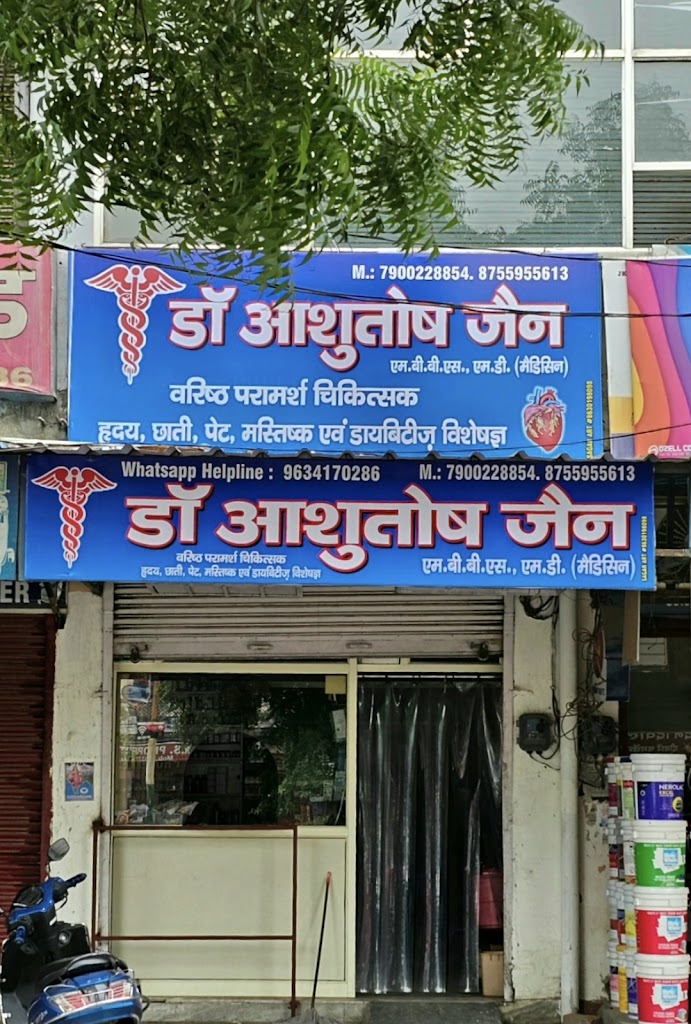 M.: 7900228854. 8755955613
डॉ आशुतोष जैन
एम.बी.बी.एस., एम.डी. (मैडिसिन)
वरिष्ठ परामर्श चिकित्सक
हृदय, छाती, पेट, मस्तिष्क एवं डायबिटीज़ विशेषज्ञ
Whatsapp Helpline : 9634170286 M.: 7900228854. 8755955613
डॉ आशुतोष जैन
वरिष्ठ परामर्श चिकित्सक
हृदय, छाती, पेट, मस्तिष्क एवं डायबिटीज़ विशेषज्ञ
एम.बी.बी.एस., एम.डी. (मैडिसिन)
NEROLAC